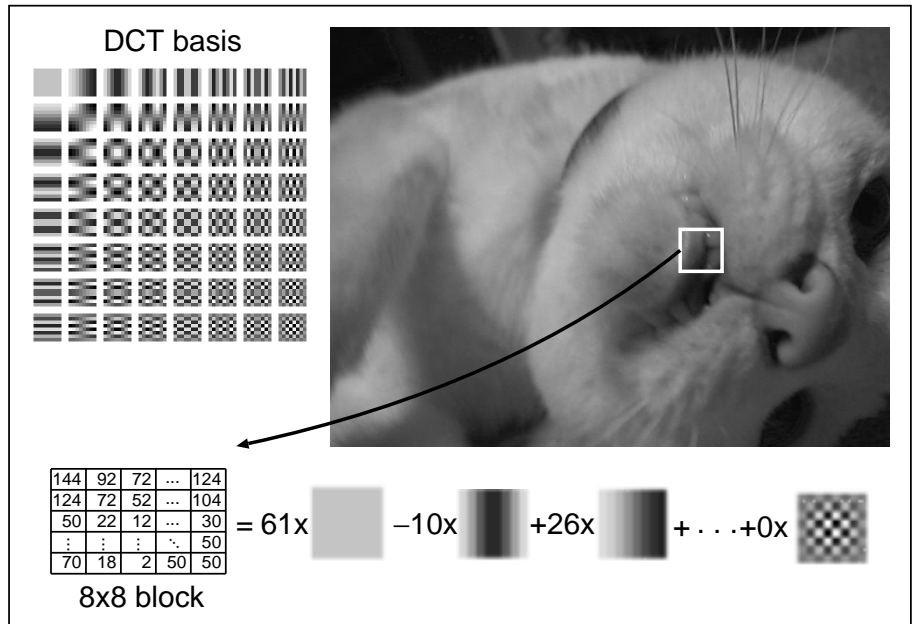 DCT basis
144 92 72 ... 124
124 72 52 ... 104
50 22 12 ... 30
⋮ ⋮ ⋮ ⋱ 50
70 18 2 50 50
= 61x −10x +26x + . . .+0x
8x8 block